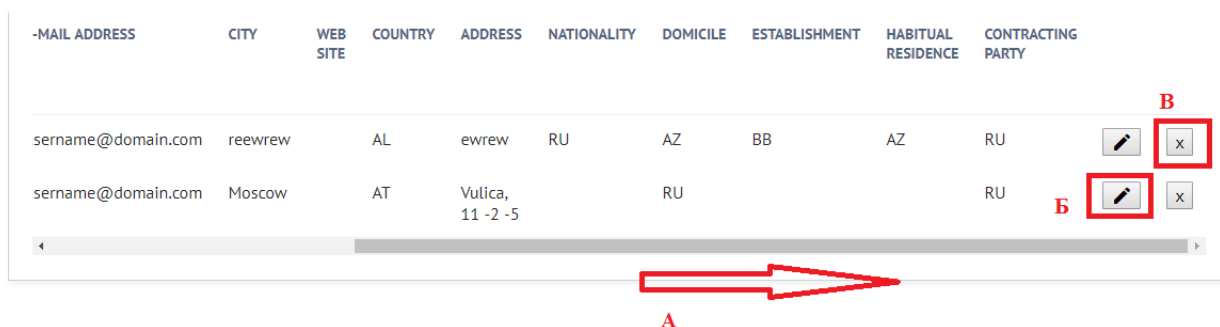 -MAIL ADDRESS CITY WEB SITE COUNTRY ADDRESS NATIONALITY DOMICILE ESTABLISHMENT HABITUAL RESIDENCE CONTRACTING PARTY
В
sername@domain.com reewrew AL ewrew RU AZ BB AZ RU x
sername@domain.com Moscow AT Vulica, RU RU x
11 -2 -5
Б
А